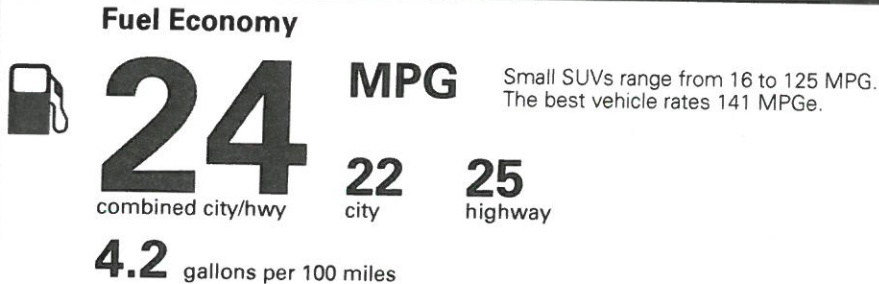 Fuel Economy
24 MPG
Small SUVs range from 16 to 125 MPG.
The best vehicle rates 141 MPGe.
combined city/hwy
22
city
25
highway
4.2 gallons per 100 miles